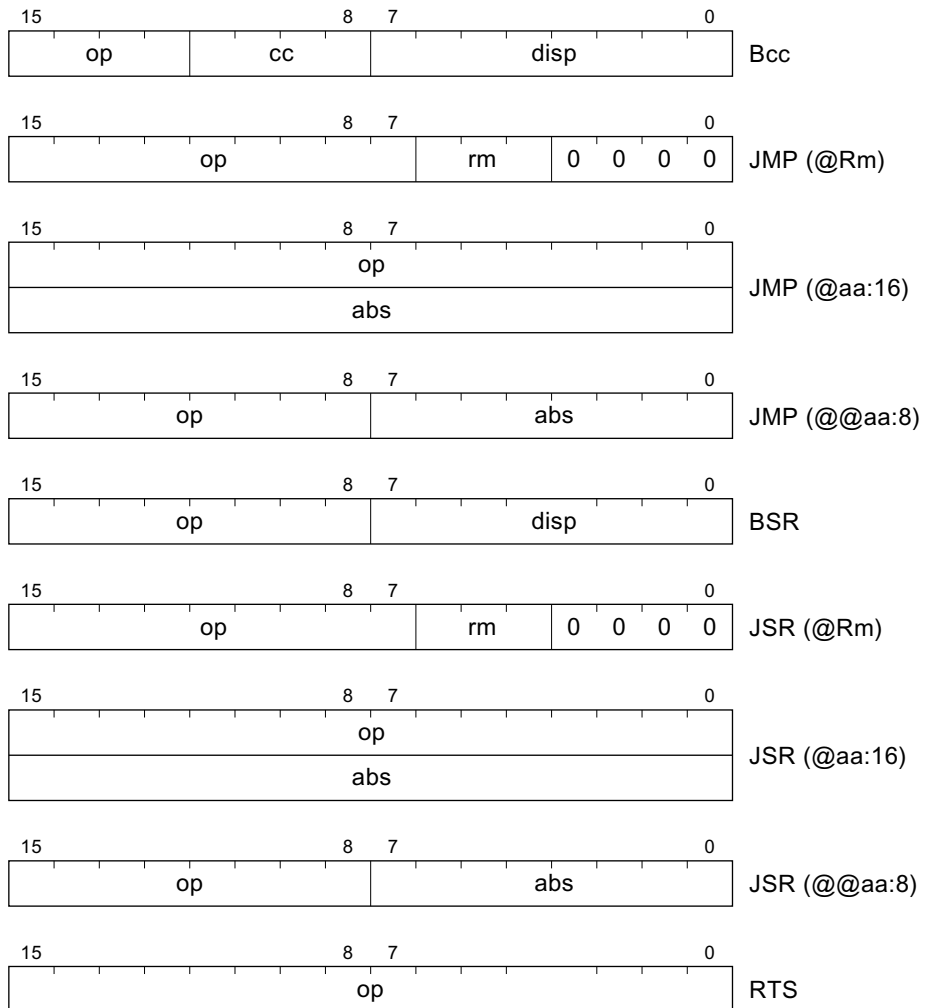 15 8 7 0
op cc disp Bcc
15 8 7 0
op rm 0 0 0 0 JMP (@Rm)
15 8 7 0
op
JMP (@aa:16)
abs
15 8 7 0
op abs JMP (@@aa:8)
15 8 7 0
op disp BSR
15 8 7 0
op rm 0 0 0 0 JSR (@Rm)
15 8 7 0
op
JSR (@aa:16)
abs
15 8 7 0
op abs JSR (@@aa:8)
15 8 7 0
op RTS